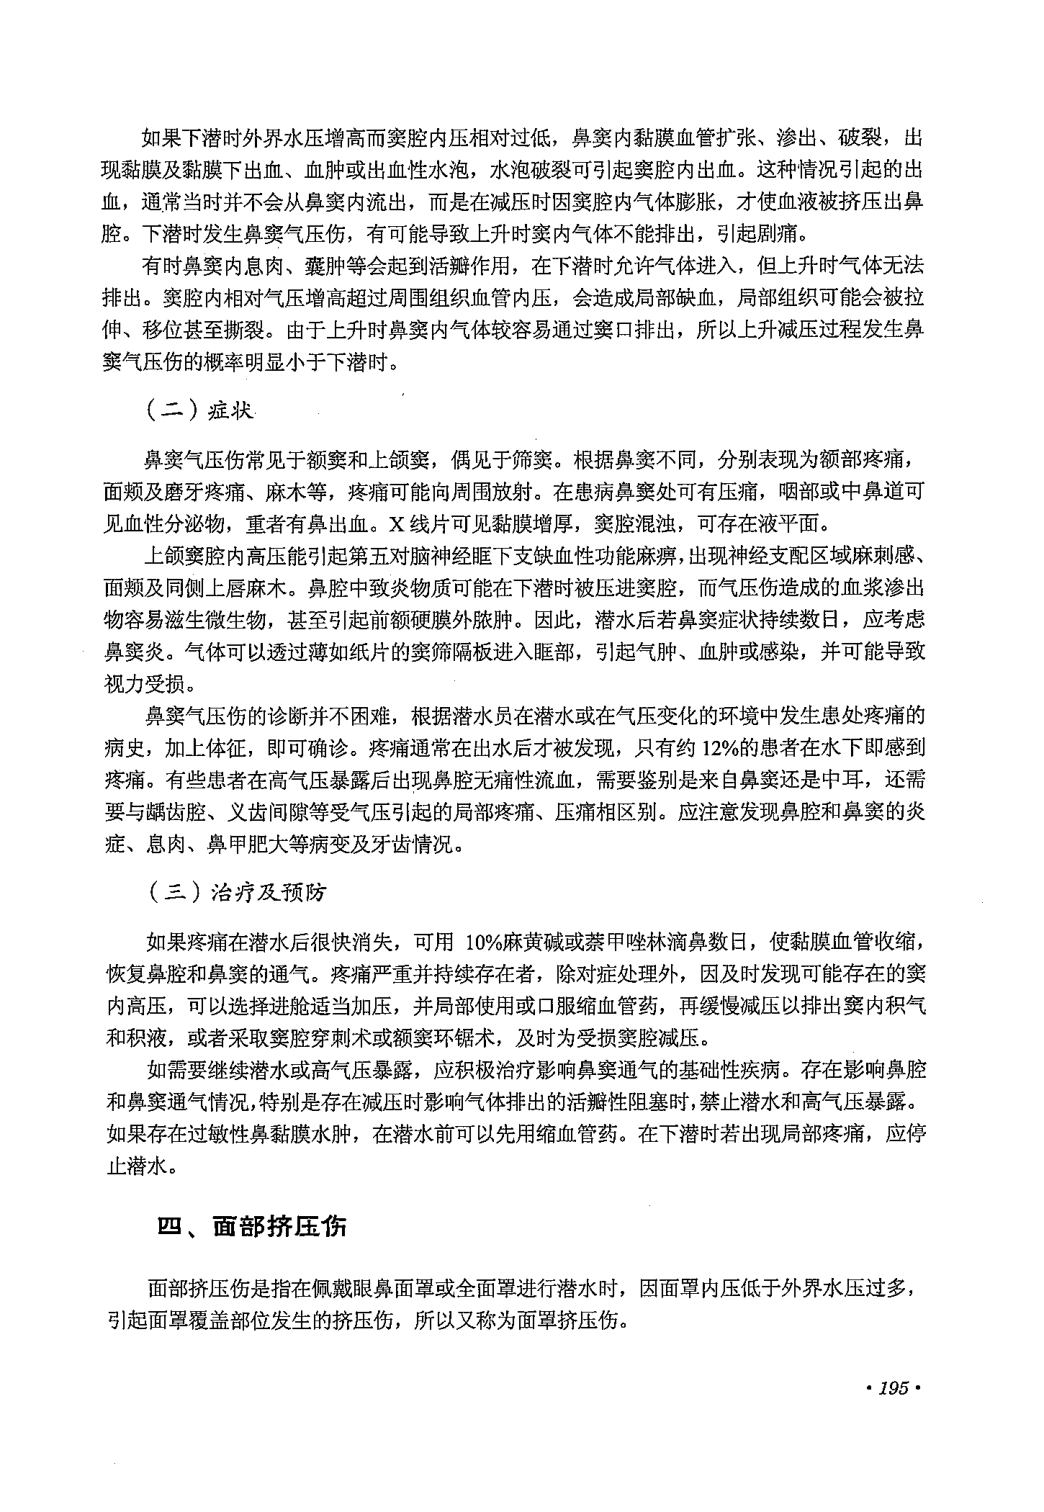 如果下潜时外界水压增高而窦腔内压相对过低，鼻窦内黏膜血管扩张、渗出、破裂，出
现黏膜及黏膜下出血、血肿或出血性水泡，水泡破裂可引起窦腔内出血。这种情况引起的出
血，通常当时并不会从鼻窦内流出，而是在减压时因窦腔内气体膨胀，才使血液被挤压出鼻
腔。下潜时发生鼻窦气压伤，有可能导致上升时窦内气体不能排出，引起剧痛。
有时鼻窦内息肉、囊肿等会起到活瓣作用，在下潜时允许气体进入，但上升时气体无法
排出。窦腔内相对气压增高超过周围组织血管内压，会造成局部缺血，局部组织可能会被拉
伸、移位甚至撕裂。由于上升时鼻窦内气体较容易通过窦口排出，所以上升减压过程发生鼻
窦气压伤的概率明显小于下潜时。
（二）症状
鼻窦气压伤常见于额窦和上颌窦，偶见于筛窦。根据鼻窦不同，分别表现为额部疼痛，
面颊及磨牙疼痛、麻木等，疼痛可能向周围放射。在患病鼻窦处可有压痛，咽部或中鼻道可
见血性分泌物，重者有鼻出血。X 线片可见黏膜增厚，窦腔混浊，可存在液平面。
上颌窦腔内高压能引起第五对脑神经眶下支缺血性功能麻痹，出现神经支配区域麻刺感、
面颊及同侧上唇麻木。鼻腔中致炎物质可能在下潜时被压进窦腔，而气压伤造成的血浆渗出
物容易滋生微生物，甚至引起前额硬膜外脓肿。因此，潜水后若鼻窦症状持续数日，应考虑
鼻窦炎。气体可以透过薄如纸片的窦筛隔板进入眶部，引起气肿、血肿或感染，并可能导致
视力受损。
鼻窦气压伤的诊断并不困难，根据潜水员在潜水或在气压变化的环境中发生患处疼痛的
病史，加上体征，即可确诊。疼痛通常在出水后才被发现，只有约 12%的患者在水下即感到
疼痛。有些患者在高气压暴露后出现鼻腔无痛性流血，需要鉴别是来自鼻窦还是中耳，还需
要与龋齿腔、义齿间隙等受气压引起的局部疼痛、压痛相区别。应注意发现鼻腔和鼻窦的炎
症、息肉、鼻甲肥大等病变及牙齿情况。
（三）治疗及预防
如果疼痛在潜水后很快消失，可用 10%麻黄碱或萘甲唑林滴鼻数日，使黏膜血管收缩，
恢复鼻腔和鼻窦的通气。疼痛严重并持续存在者，除对症处理外，因及时发现可能存在的窦
内高压，可以选择进舱适当加压，并局部使用或口服缩血管药，再缓慢减压以排出窦内积气
和积液，或者采取窦腔穿刺术或额窦环锯术，及时为受损窦腔减压。
如需要继续潜水或高气压暴露，应积极治疗影响鼻窦通气的基础性疾病。存在影响鼻腔
和鼻窦通气情况，特别是存在减压时影响气体排出的活瓣性阻塞时，禁止潜水和高气压暴露。
如果存在过敏性鼻黏膜水肿，在潜水前可以先用缩血管药。在下潜时若出现局部疼痛，应停
止潜水。
四、面部挤压伤
面部挤压伤是指在佩戴眼鼻面罩或全面罩进行潜水时，因面罩内压低于外界水压过多，
引起面罩覆盖部位发生的挤压伤，所以又称为面罩挤压伤。
· 195 ·